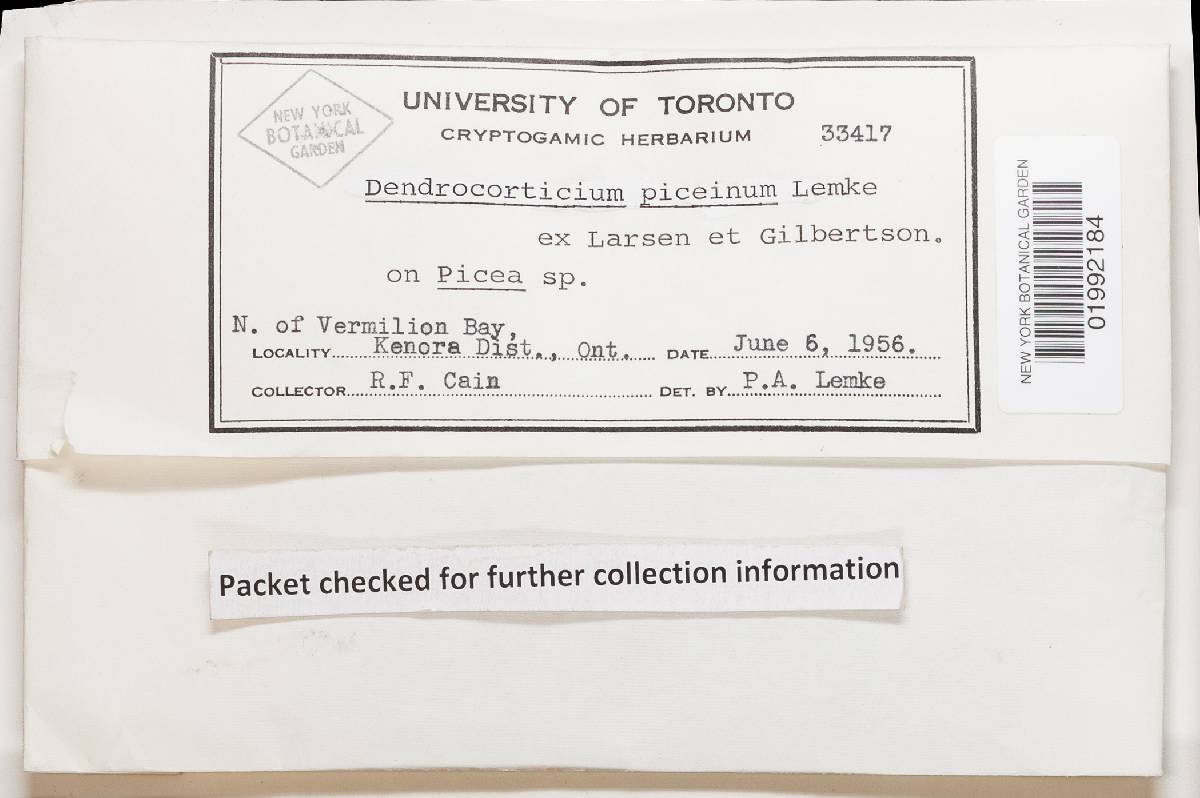 NEW YORK
BOTANICAL
GARDEN
UNIVERSITY OF TORONTO
CRYPTOGAMIC HERBARIUM 33417
Dendrocorticium piceinum Lemke
ex Larsen et Gilbertson.
on Picea sp.
N. of Vermilion Bay,
LOCALITY Kenora Dist., Ont. DATE June 6, 1956.
COLLECTOR R.F. Cain DET. BY P.A. Lemke
NEW YORK BOTANICAL GARDEN
01992184
Packet checked for further collection information